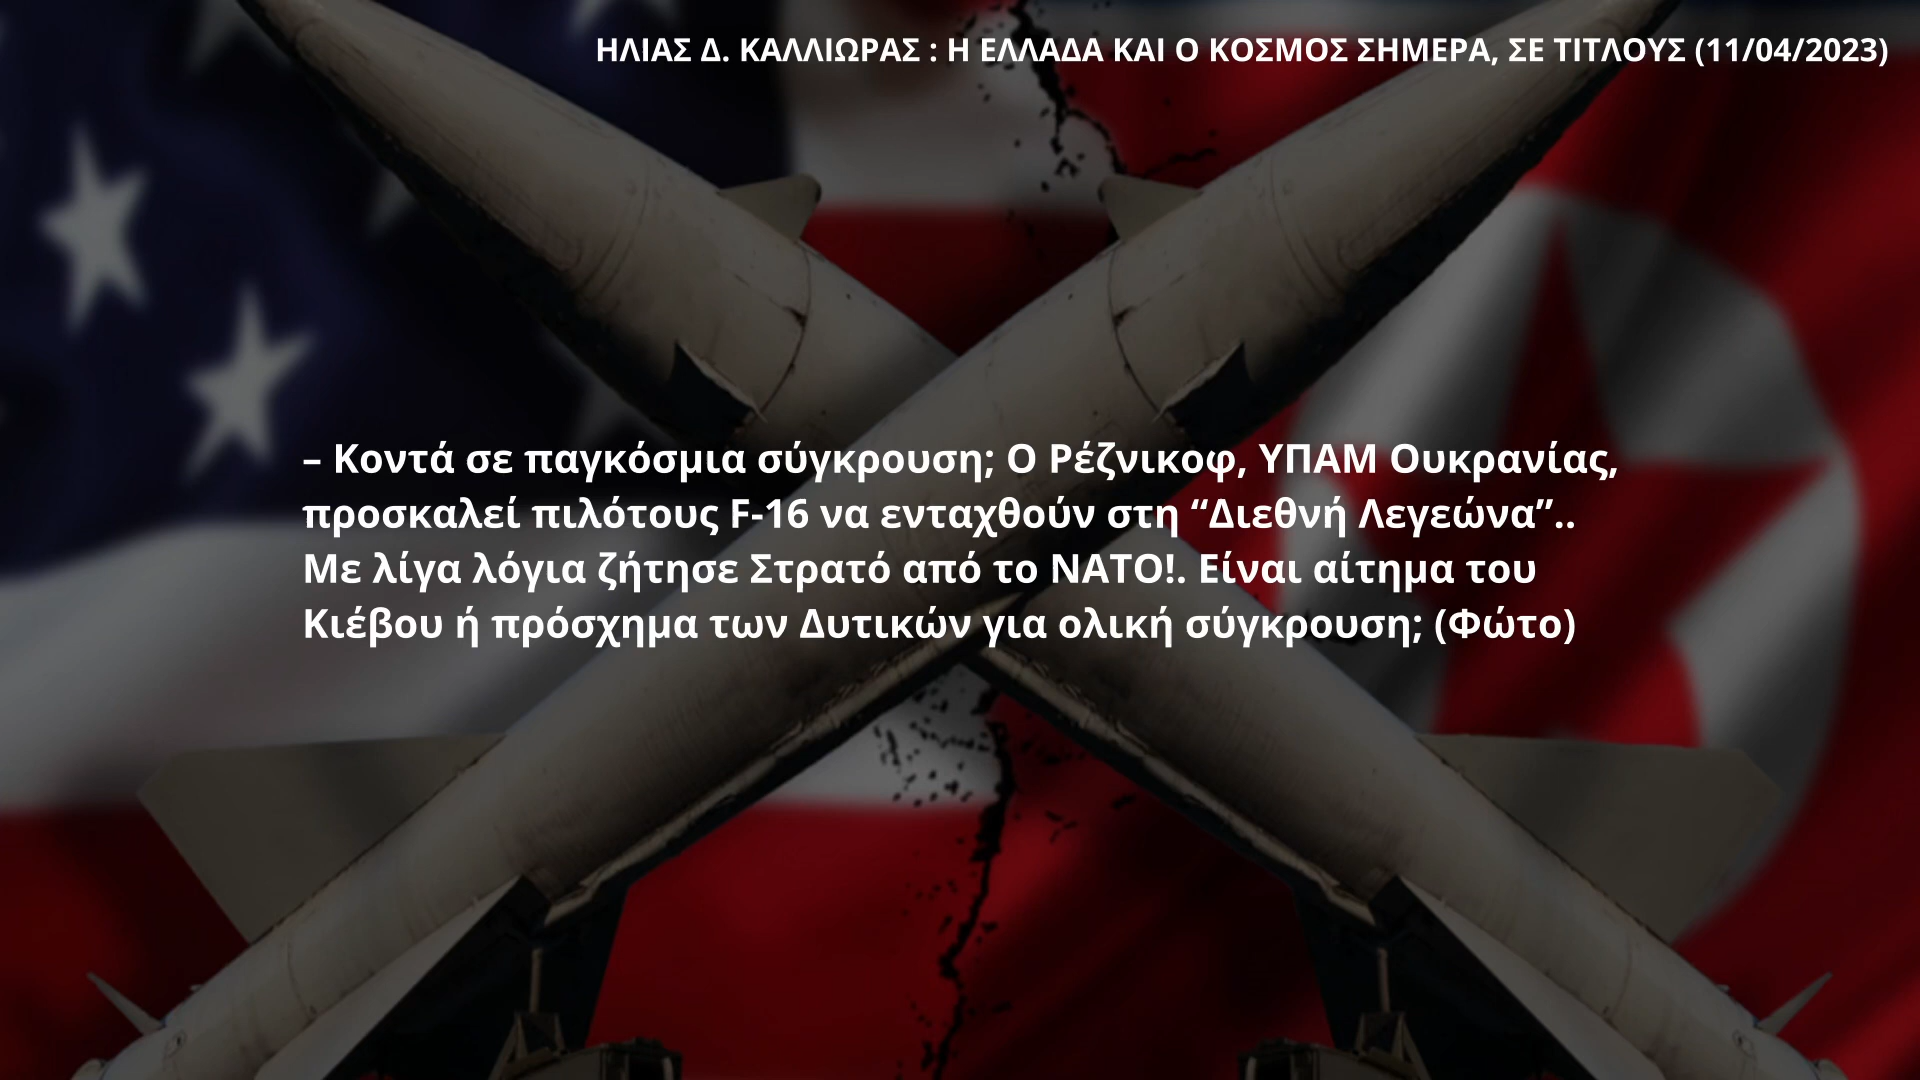 ΗΛΙΑΣ Δ. ΚΑΛΛΙΩΡΑΣ : Η ΕΛΛΑΔΑ ΚΑΙ Ο ΚΟΣΜΟΣ ΣΗΜΕΡΑ, ΣΕ ΤΙΤΛΟΥΣ (11/04/2023)
– Κοντά σε παγκόσμια σύγκρουση; Ο Ρέζνικοφ, ΥΠΑΜ Ουκρανίας,
προσκαλεί πιλότους F-16 να ενταχθούν στη “Διεθνή Λεγεώνα”..
Με λίγα λόγια ζήτησε Στρατό από το ΝΑΤΟ!. Είναι αίτημα του
Κιέβου ή πρόσχημα των Δυτικών για ολική σύγκρουση; (Φώτο)